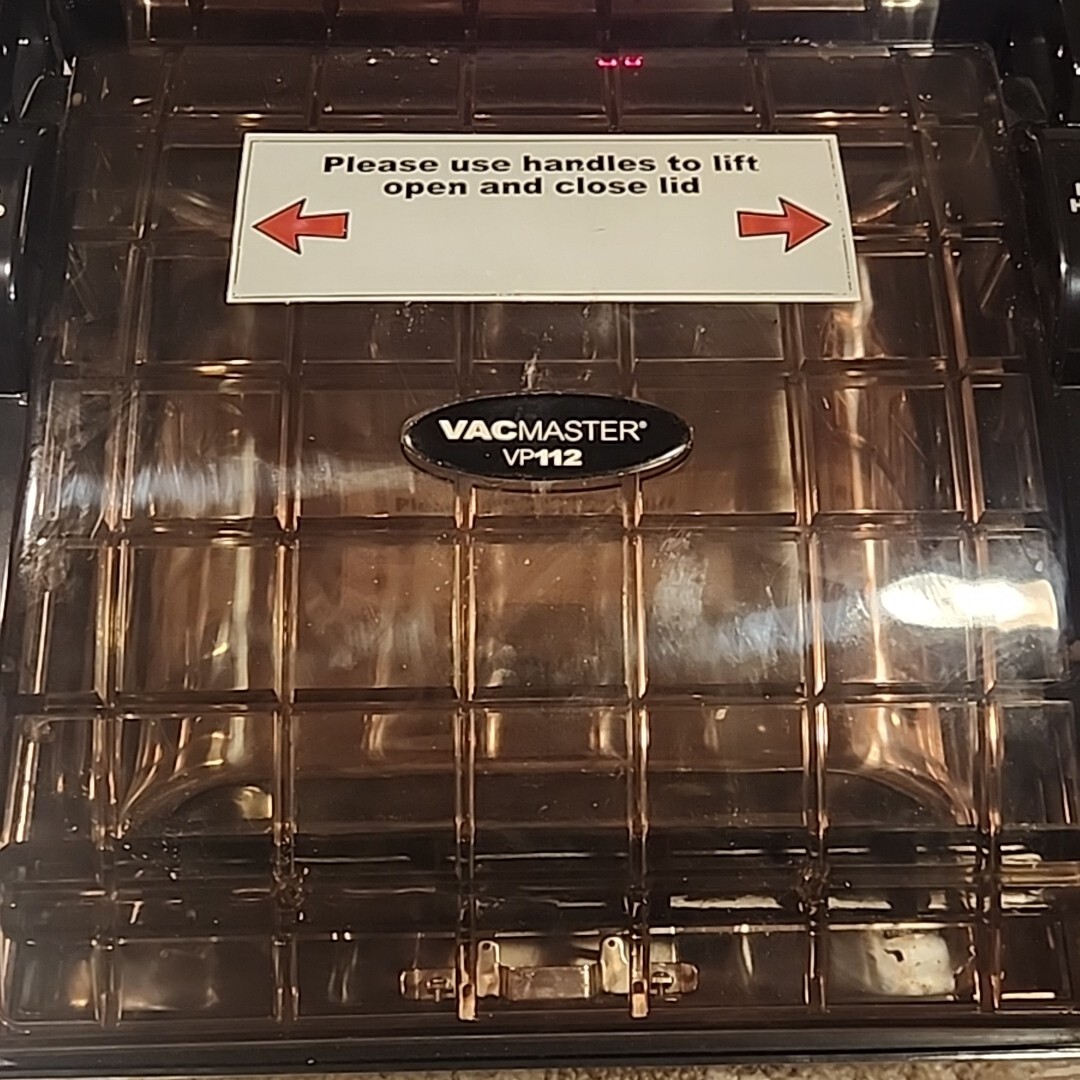 Please use handles to lift
open and close lid
VACMASTER®
VP112